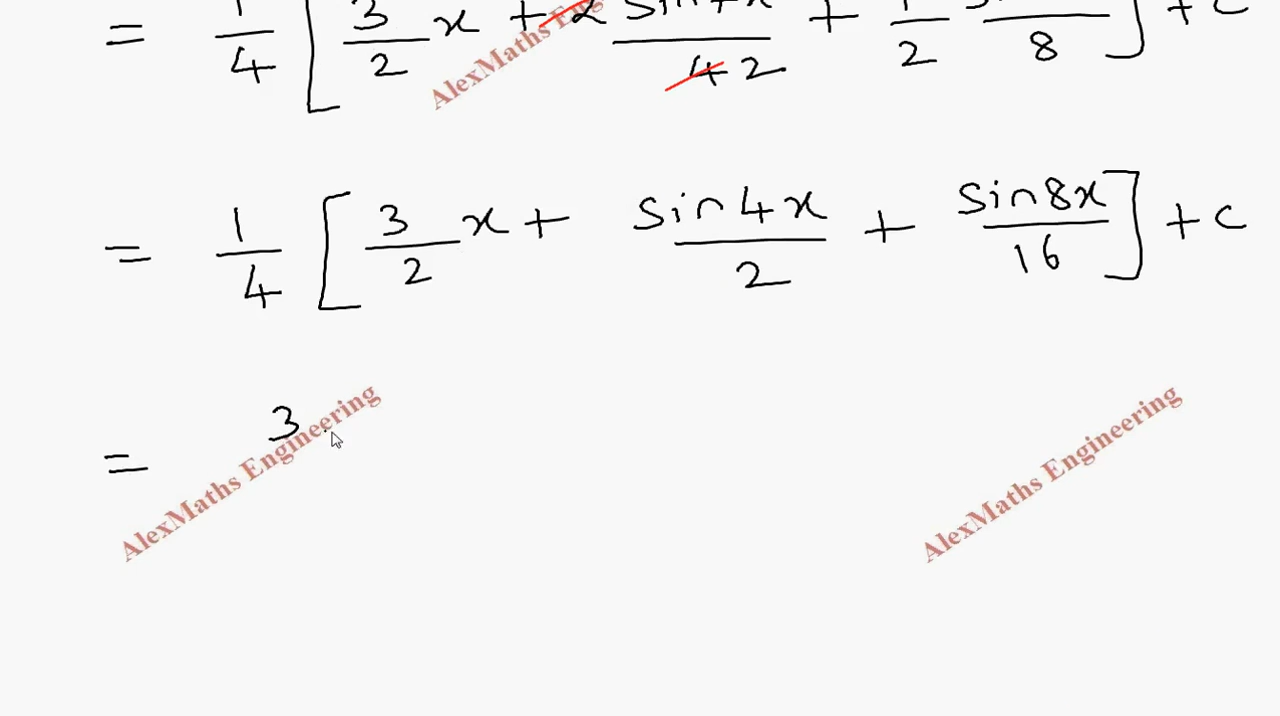 = 1/4 [ 3/2 x + 2 sin4x/4 2 + 1/2 /8 ] + C
AlexMaths Eng
= 1/4 [ 3/2 x + sin4x/2 + sin8x/16 ] + C
= 3
AlexMaths Engineering
AlexMaths Engineering